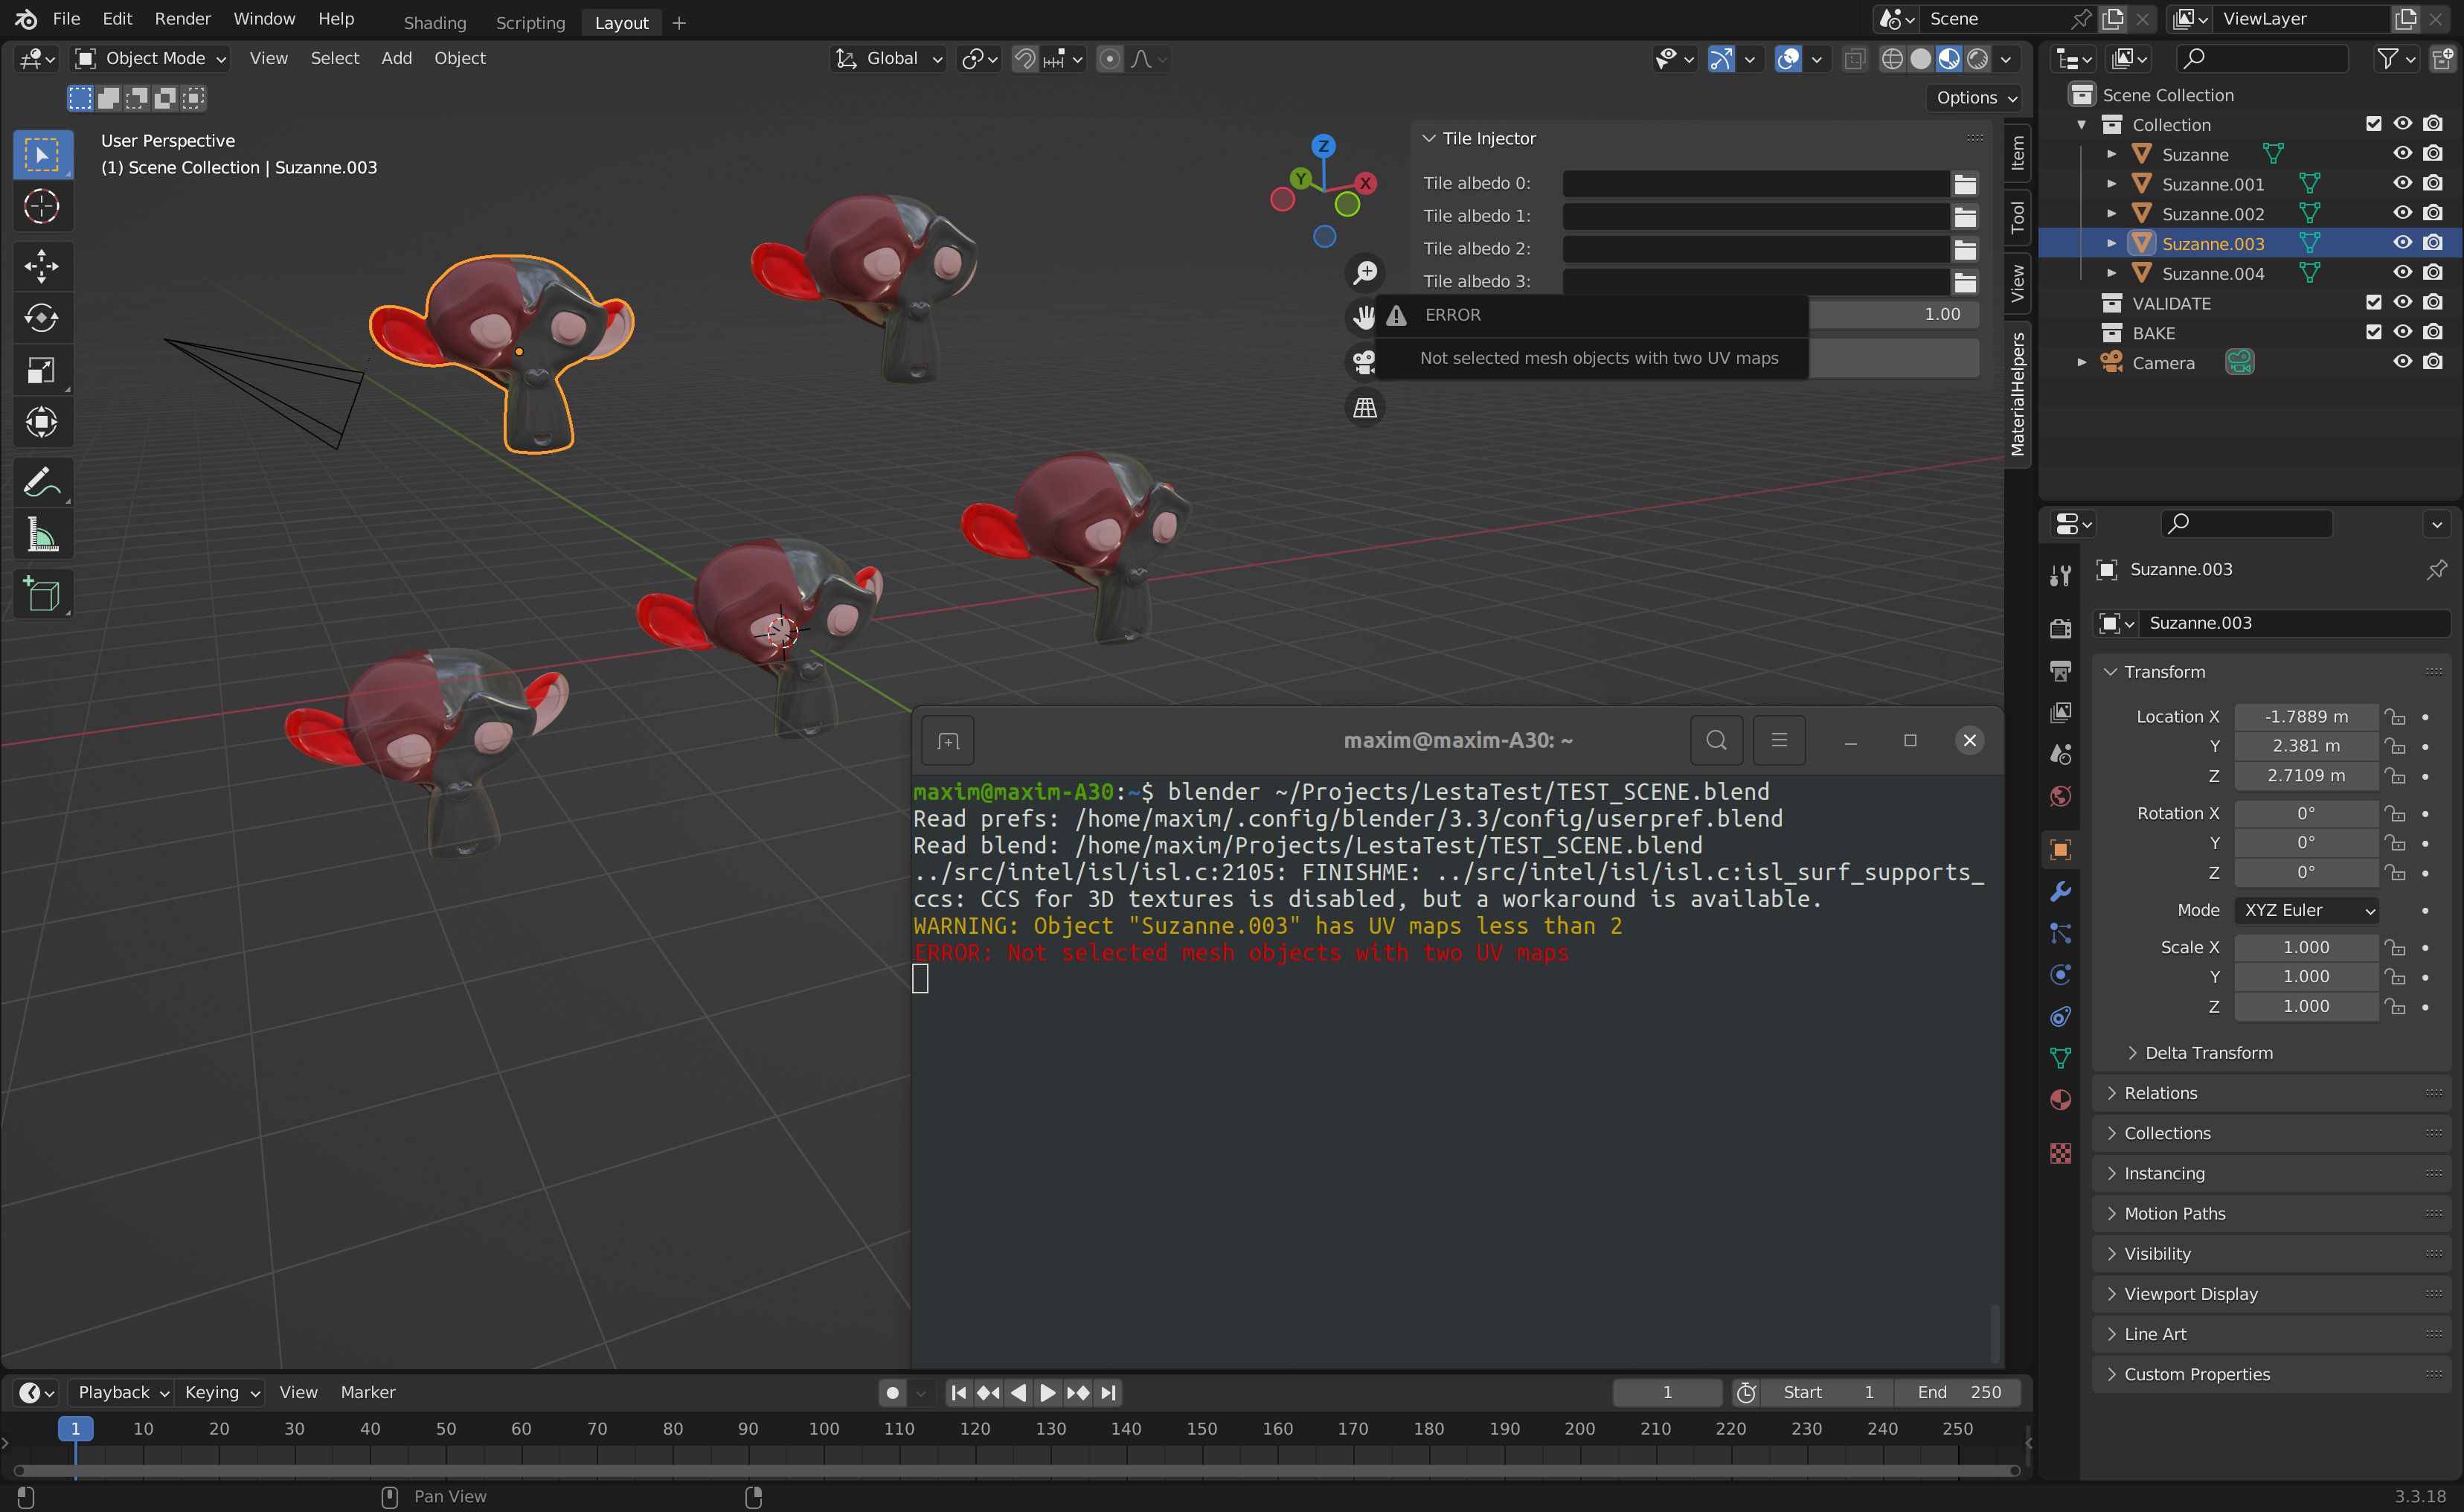 File Edit Render Window Help Shading Scripting Layout + Scene ViewLayer
Object Mode View Select Add Object Global
Options
User Perspective
(1) Scene Collection | Suzanne.003
Z
Y
X
Tile Injector
Tile albedo 0:
Tile albedo 1:
Tile albedo 2:
Tile albedo 3:
1.00
ERROR
Not selected mesh objects with two UV maps
Item
Tool
View
MaterialHelpers
Scene Collection
Collection
Suzanne
Suzanne.001
Suzanne.002
Suzanne.003
Suzanne.004
VALIDATE
BAKE
Camera
Suzanne.003
Suzanne.003
Transform
Location X -1.7889 m
Y 2.381 m
Z 2.7109 m
Rotation X 0°
Y 0°
Z 0°
Mode XYZ Euler
Scale X 1.000
Y 1.000
Z 1.000
Delta Transform
Relations
Collections
Instancing
Motion Paths
Visibility
Viewport Display
Line Art
Custom Properties
maxim@maxim-A30: ~
maxim@maxim-A30:~$ blender ~/Projects/LestaTest/TEST_SCENE.blend
Read prefs: /home/maxim/.config/blender/3.3/config/userpref.blend
Read blend: /home/maxim/Projects/LestaTest/TEST_SCENE.blend
../src/intel/isl/isl.c:2105: FINISHME: ../src/intel/isl/isl.c:isl_surf_supports_
ccs: CCS for 3D textures is disabled, but a workaround is available.
WARNING: Object "Suzanne.003" has UV maps less than 2
ERROR: Not selected mesh objects with two UV maps
Playback Keying View Marker 1 Start 1 End 250
1 10 20 30 40 50 60 70 80 90 100 110 120 130 140 150 160 170 180 190 200 210 220 230 240 250
Pan View 3.3.18